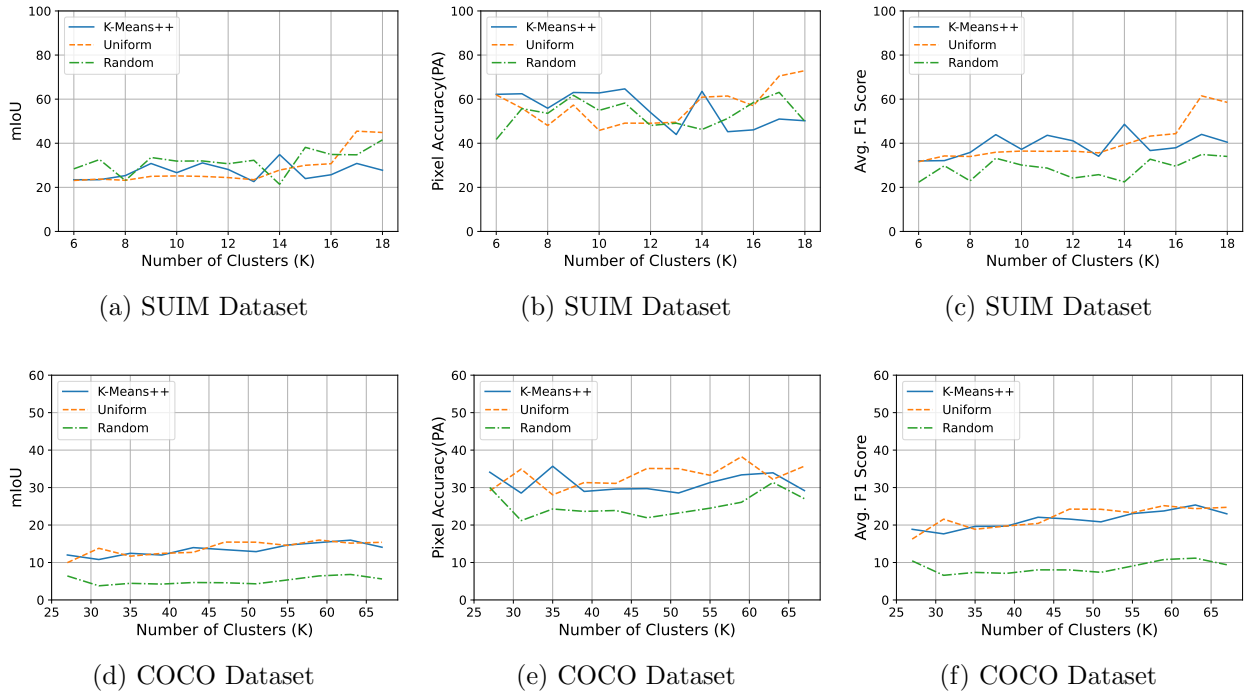 100
80
60
40
20
0
mIoU
K-Means++
Uniform
Random
6 8 10 12 14 16 18
Number of Clusters (K)
(a) SUIM Dataset
100
80
60
40
20
0
Pixel Accuracy(PA)
K-Means++
Uniform
Random
6 8 10 12 14 16 18
Number of Clusters (K)
(b) SUIM Dataset
100
80
60
40
20
0
Avg. F1 Score
K-Means++
Uniform
Random
6 8 10 12 14 16 18
Number of Clusters (K)
(c) SUIM Dataset
60
50
40
30
20
10
0
mIoU
K-Means++
Uniform
Random
25 30 35 40 45 50 55 60 65
Number of Clusters (K)
(d) COCO Dataset
60
50
40
30
20
10
0
Pixel Accuracy(PA)
K-Means++
Uniform
Random
25 30 35 40 45 50 55 60 65
Number of Clusters (K)
(e) COCO Dataset
60
50
40
30
20
10
0
Avg. F1 Score
K-Means++
Uniform
Random
25 30 35 40 45 50 55 60 65
Number of Clusters (K)
(f) COCO Dataset